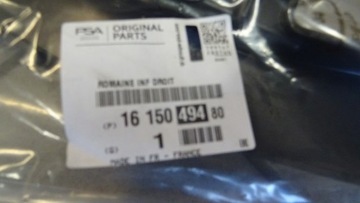 PSA
ORIGINAL
PARTS
ROMAINE INF DROIT
(P) 16 150 494 80
(Q) 1
MADE IN FR - FRANCE